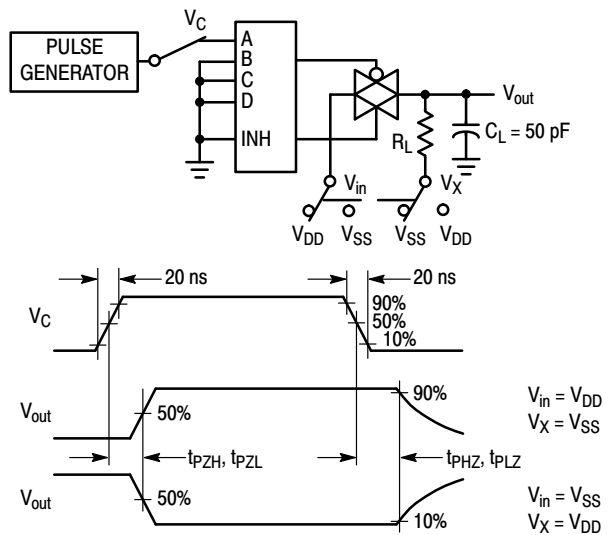 V_C
PULSE GENERATOR
A
B
C
D
INH
V_out
R_L
C_L = 50 pF
V_in
V_X
V_DD
V_SS
V_SS
V_DD
20 ns
20 ns
V_C
90%
50%
10%
V_out
50%
90%
V_in = V_DD
V_X = V_SS
t_PZH, t_PZL
t_PHZ, t_PLZ
V_out
50%
10%
V_in = V_SS
V_X = V_DD